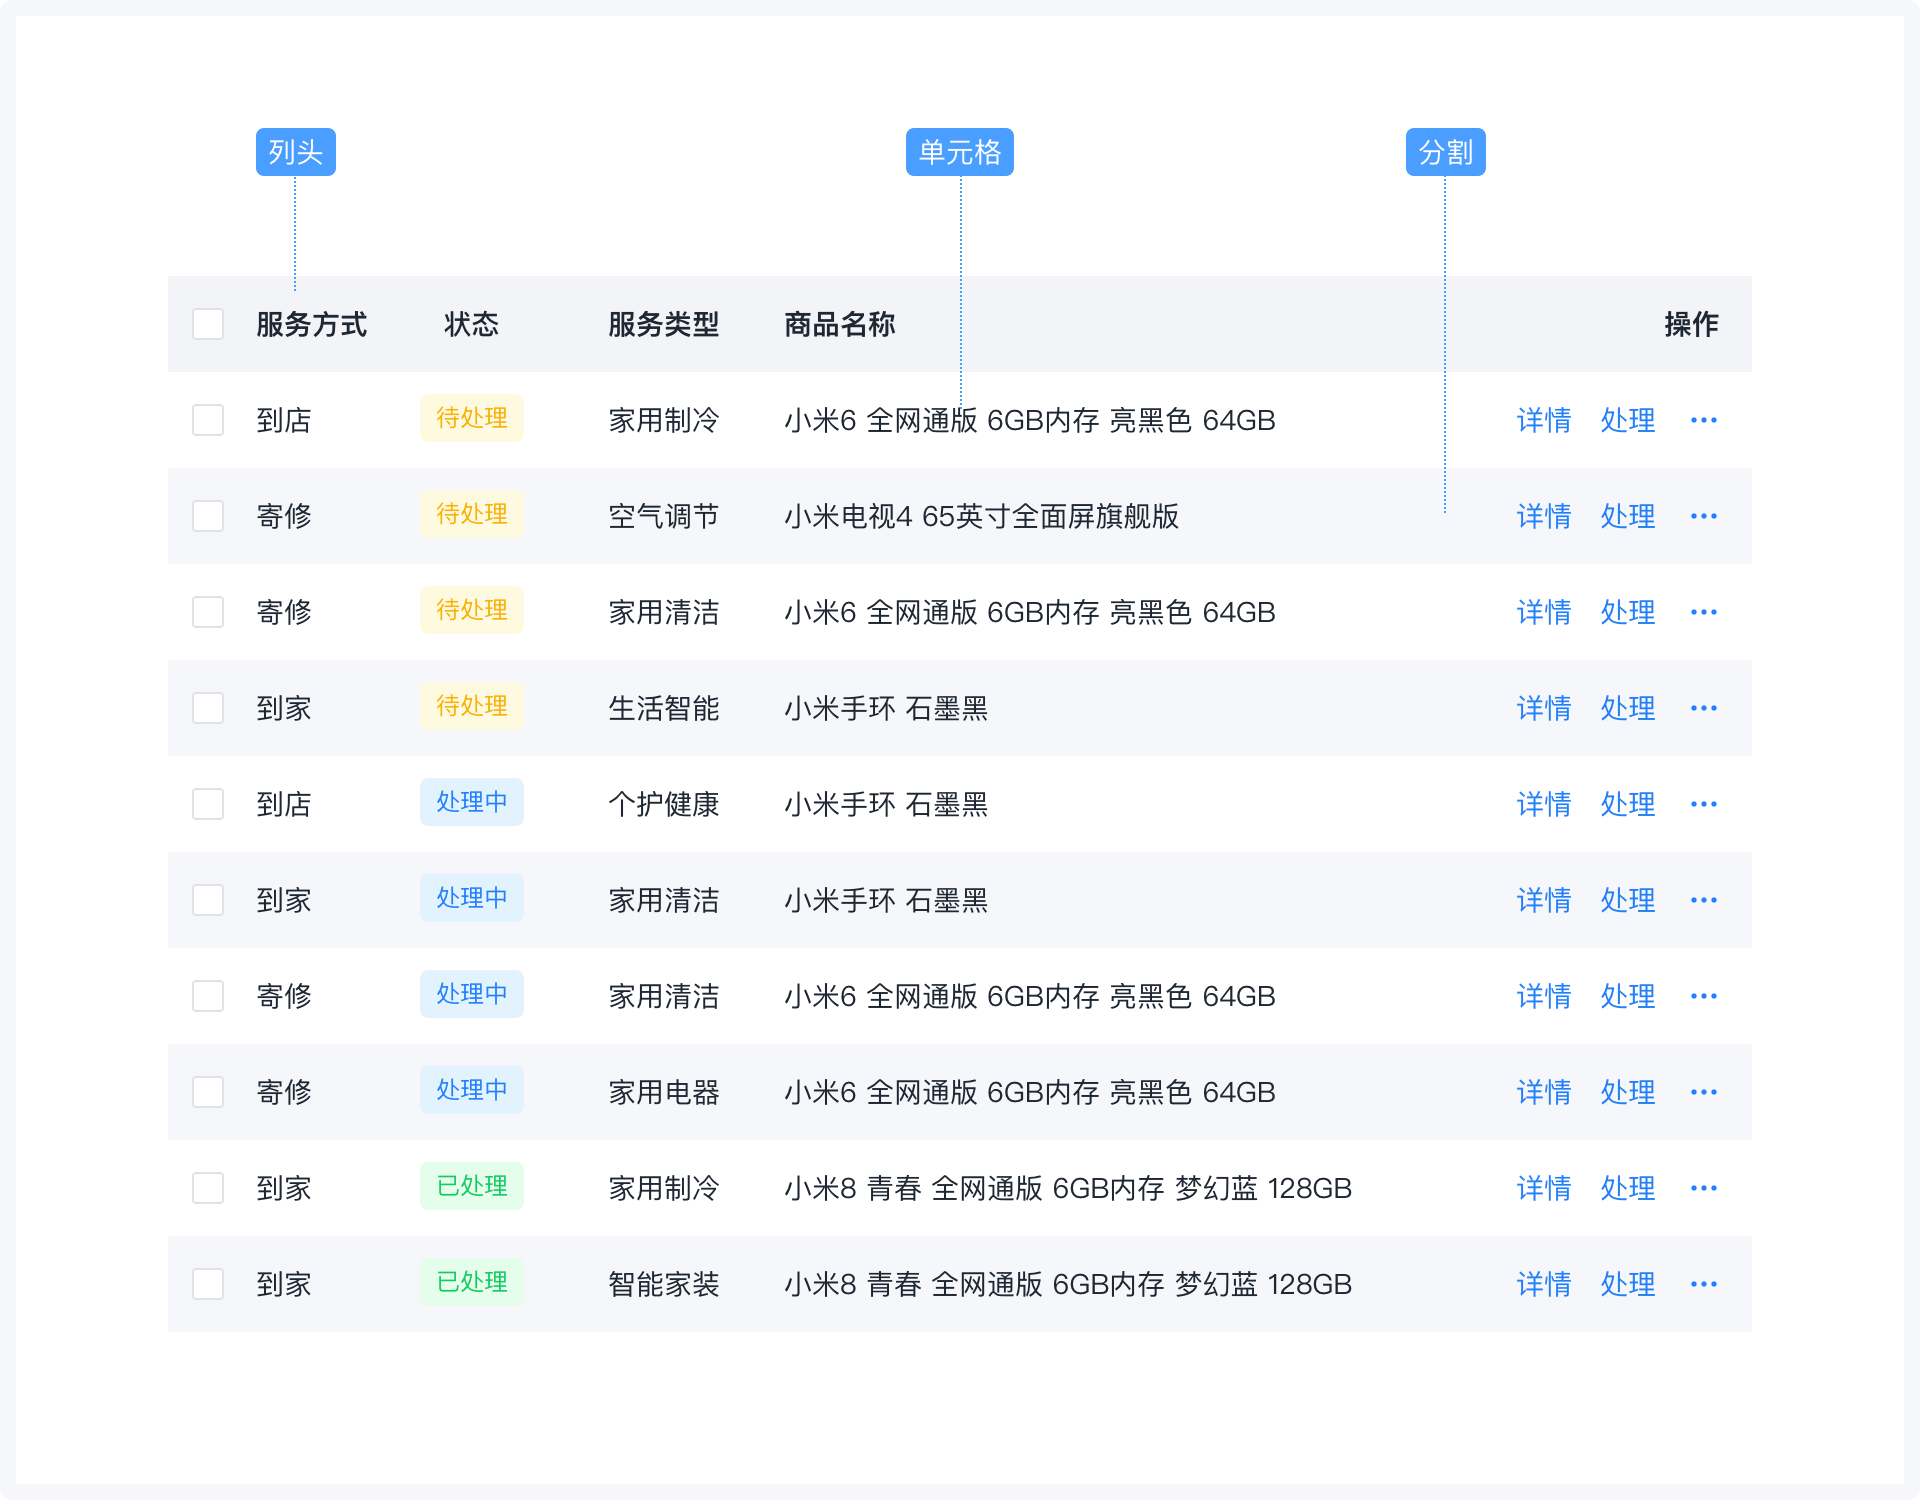 列头 单元格 分割
服务方式 状态 服务类型 商品名称 操作
到店 待处理 家用制冷 小米6 全网通版 6GB内存 亮黑色 64GB 详情 处理 ···
寄修 待处理 空气调节 小米电视4 65英寸全面屏旗舰版 详情 处理 ···
寄修 待处理 家用清洁 小米6 全网通版 6GB内存 亮黑色 64GB 详情 处理 ···
到家 待处理 生活智能 小米手环 石墨黑 详情 处理 ···
到店 处理中 个护健康 小米手环 石墨黑 详情 处理 ···
到家 处理中 家用清洁 小米手环 石墨黑 详情 处理 ···
寄修 处理中 家用清洁 小米6 全网通版 6GB内存 亮黑色 64GB 详情 处理 ···
寄修 处理中 家用电器 小米6 全网通版 6GB内存 亮黑色 64GB 详情 处理 ···
到家 已处理 家用制冷 小米8 青春 全网通版 6GB内存 梦幻蓝 128GB 详情 处理 ···
到家 已处理 智能家装 小米8 青春 全网通版 6GB内存 梦幻蓝 128GB 详情 处理 ···